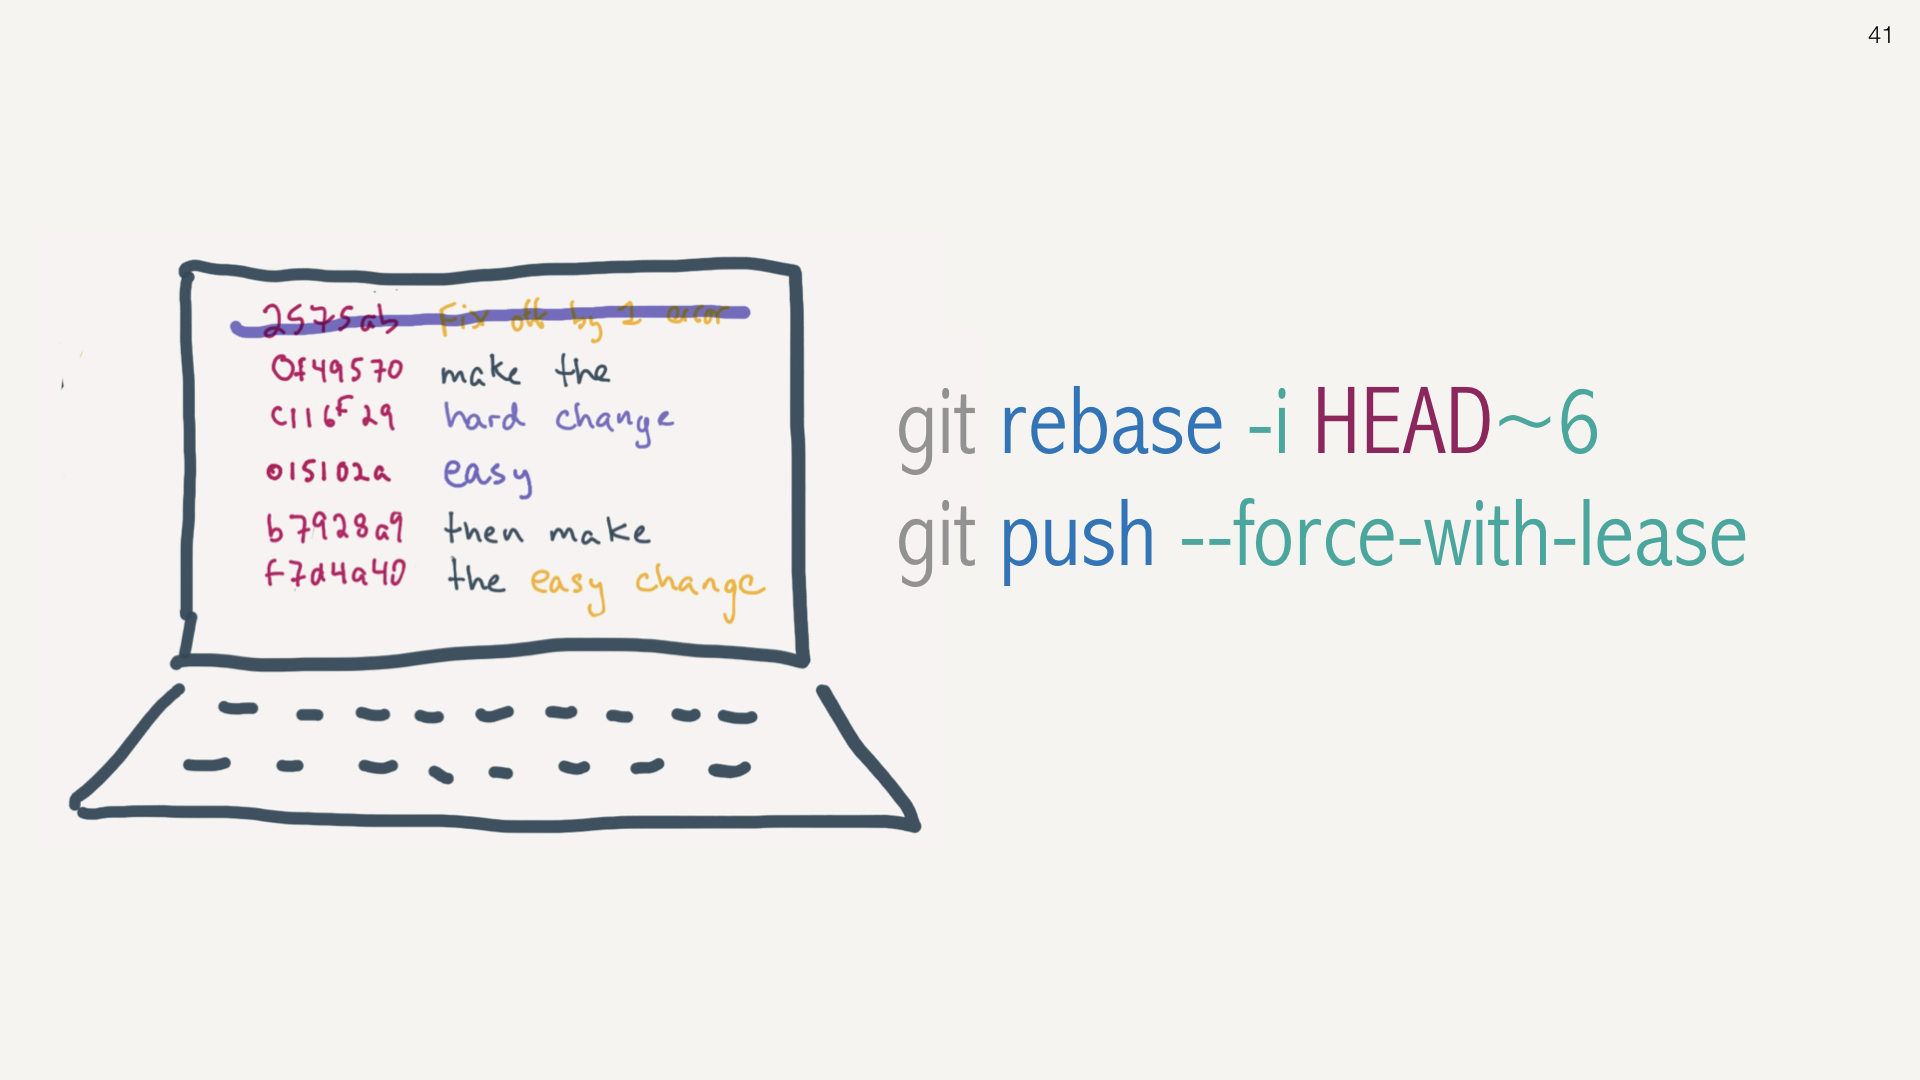 41
2575ab Fix off by 1 error
0f49570 make the
c116f29 hard change
015102a easy
b7928a9 then make
f7d4a40 the easy change
git rebase -i HEAD~6
git push --force-with-lease